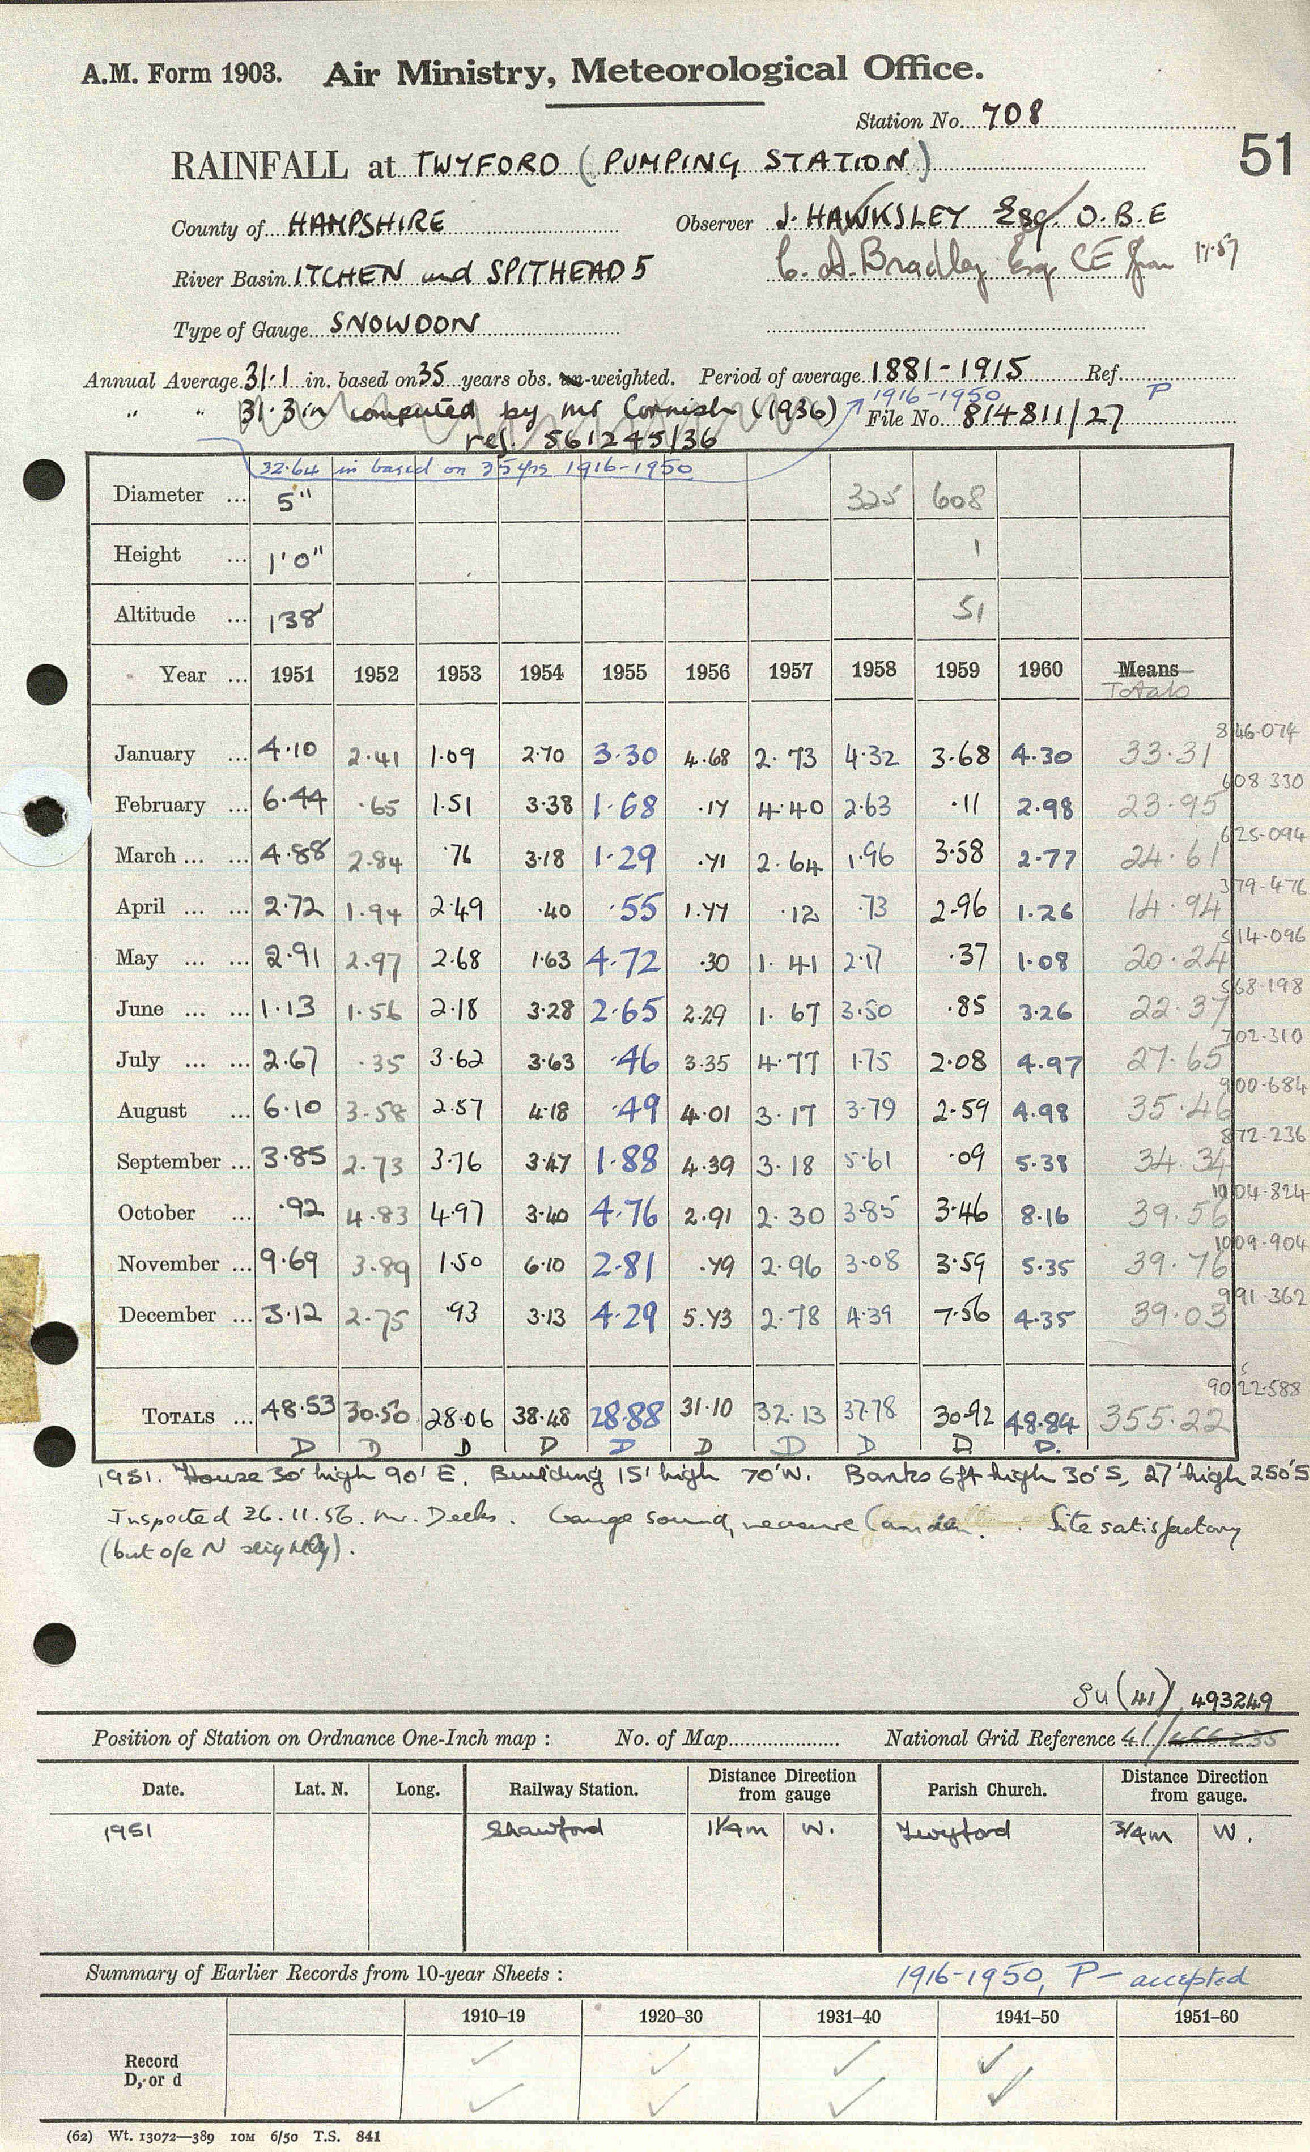 A.M. Form 1903. Air Ministry, Meteorological Office.
Station No. 708
51
RAINFALL at TWYFORD (PUMPING STATION)
County of HAMPSHIRE Observer J. HAWKSLEY Esq. O.B.E
River Basin ITCHEN and SPITHEAD 5 C. A. Bradley Esq CE from 11.57
Type of Gauge SNOWDON
Annual Average 31.1 in. based on 35 years obs. un-weighted. Period of average 1881-1915 Ref.
1916-1950 P
" " 31.3 in computed by Mr Cornish (1936) File No. 814811/27
ref. 561245/36
32.64 in based on 35 yrs 1916-1950
Diameter ... 5" 325 608
Height ... 1'0" 1
Altitude ... 138' 51
Year ... 1951 1952 1953 1954 1955 1956 1957 1958 1959 1960 Means
Totals
January ... 4.10 2.41 1.09 2.70 3.30 4.68 2.73 4.32 3.68 4.30 33.31 846.074
February ... 6.44 .65 1.51 3.38 1.68 .17 4.40 2.63 .11 2.98 23.95 608.330
March ... ... 4.88 2.84 .76 3.18 1.29 .71 2.64 1.96 3.58 2.77 24.61 625.094
April ... ... 2.72 1.94 2.49 .40 .55 1.77 .12 .73 2.96 1.26 14.94 379.476
May ... ... 2.91 2.97 2.68 1.63 4.72 .30 1.41 2.17 .37 1.08 20.24 514.096
June ... ... 1.13 1.56 2.18 3.28 2.65 2.29 1.67 3.50 .85 3.26 22.37 568.198
July ... ... 2.67 .35 3.62 3.63 .46 3.35 4.77 1.75 2.08 4.97 27.65 702.310
August ... 6.10 3.58 2.57 4.18 .49 4.01 3.17 3.79 2.59 4.98 35.46 900.684
September ... 3.85 2.73 3.76 3.47 1.88 4.39 3.18 5.61 .09 5.38 34.34 872.236
October ... .92 4.83 4.97 3.40 4.76 2.91 2.30 3.85 3.46 8.16 39.56 1004.824
November ... 9.69 3.89 1.50 6.10 2.81 .79 2.96 3.08 3.59 5.35 39.76 1009.904
December ... 3.12 2.75 .93 3.13 4.29 5.73 2.78 4.39 7.56 4.35 39.03 991.362
TOTALS ... 48.53 30.50 28.06 38.48 28.88 31.10 32.13 37.78 30.92 48.84 355.22 9022.588
D D D D D D D D D D.
1951. House 30' high 90' E. Building 15' high 70' W. Banks 6ft high 30' S, 27' high 250' S
Inspected 26.11.56. Mr. Deeks. Gauge sound, measure Camden. Site satisfactory
(but o/e N slightly).
SU (41) 493249
Position of Station on Ordnance One-Inch map : No. of Map National Grid Reference 41/466235
Date. Lat. N. Long. Railway Station. Distance from gauge Direction Parish Church. Distance from gauge. Direction
1951 Shawford 1¼m W. Twyford 3/4m W.
Summary of Earlier Records from 10-year Sheets : 1916-1950, P - accepted
1910–19 1920–30 1931–40 1941–50 1951–60
Record
D, or d
(62) Wt. 13072—389 10M 6/50 T.S. 841